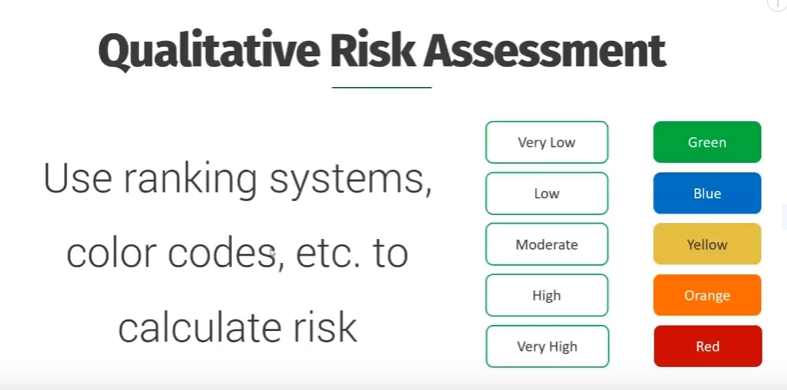 Qualitative Risk Assessment
Use ranking systems,
color codes, etc. to
calculate risk
Very Low
Green
Low
Blue
Moderate
Yellow
High
Orange
Very High
Red